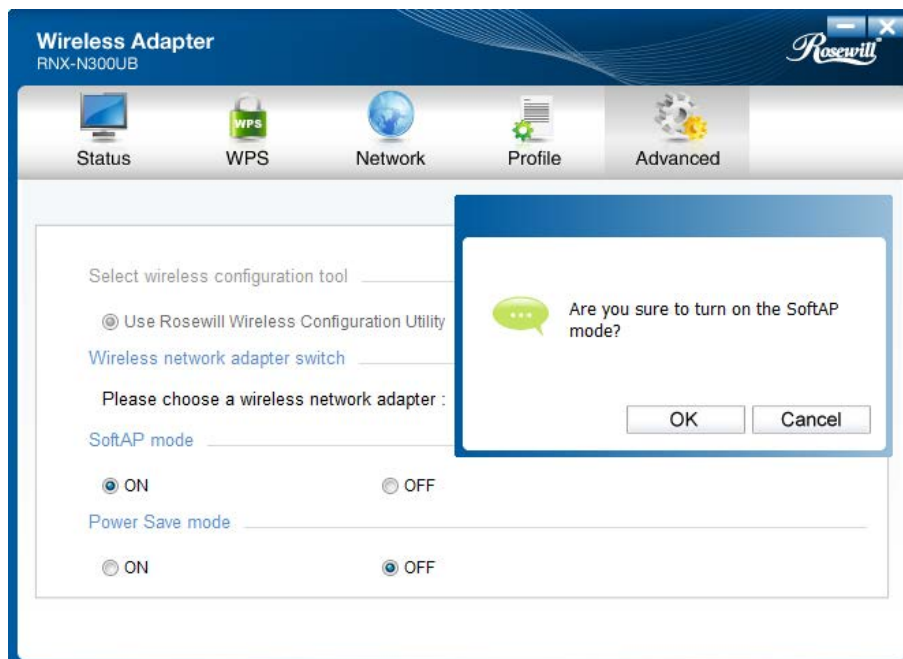 Wireless Adapter
RNX-N300UB
Rosewill
WPS
Status
WPS
Network
Profile
Advanced
Select wireless configuration tool
Use Rosewill Wireless Configuration Utility
Wireless network adapter switch
Please choose a wireless network adapter :
SoftAP mode
ON
OFF
Power Save mode
ON
OFF
Are you sure to turn on the SoftAP
mode?
OK
Cancel